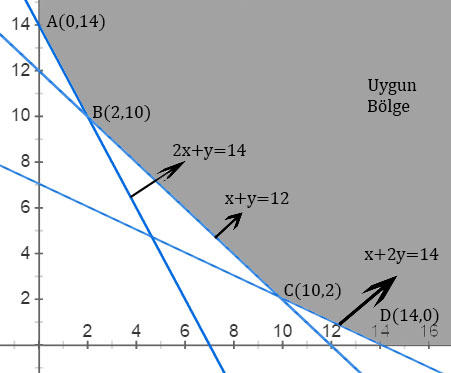 14
A(0,14)
12
Uygun
Bölge
10
B(2,10)
8
2x+y=14
6
x+y=12
4
x+2y=14
C(10,2)
2
D(14,0)
2 4 6 8 10 12 14 16